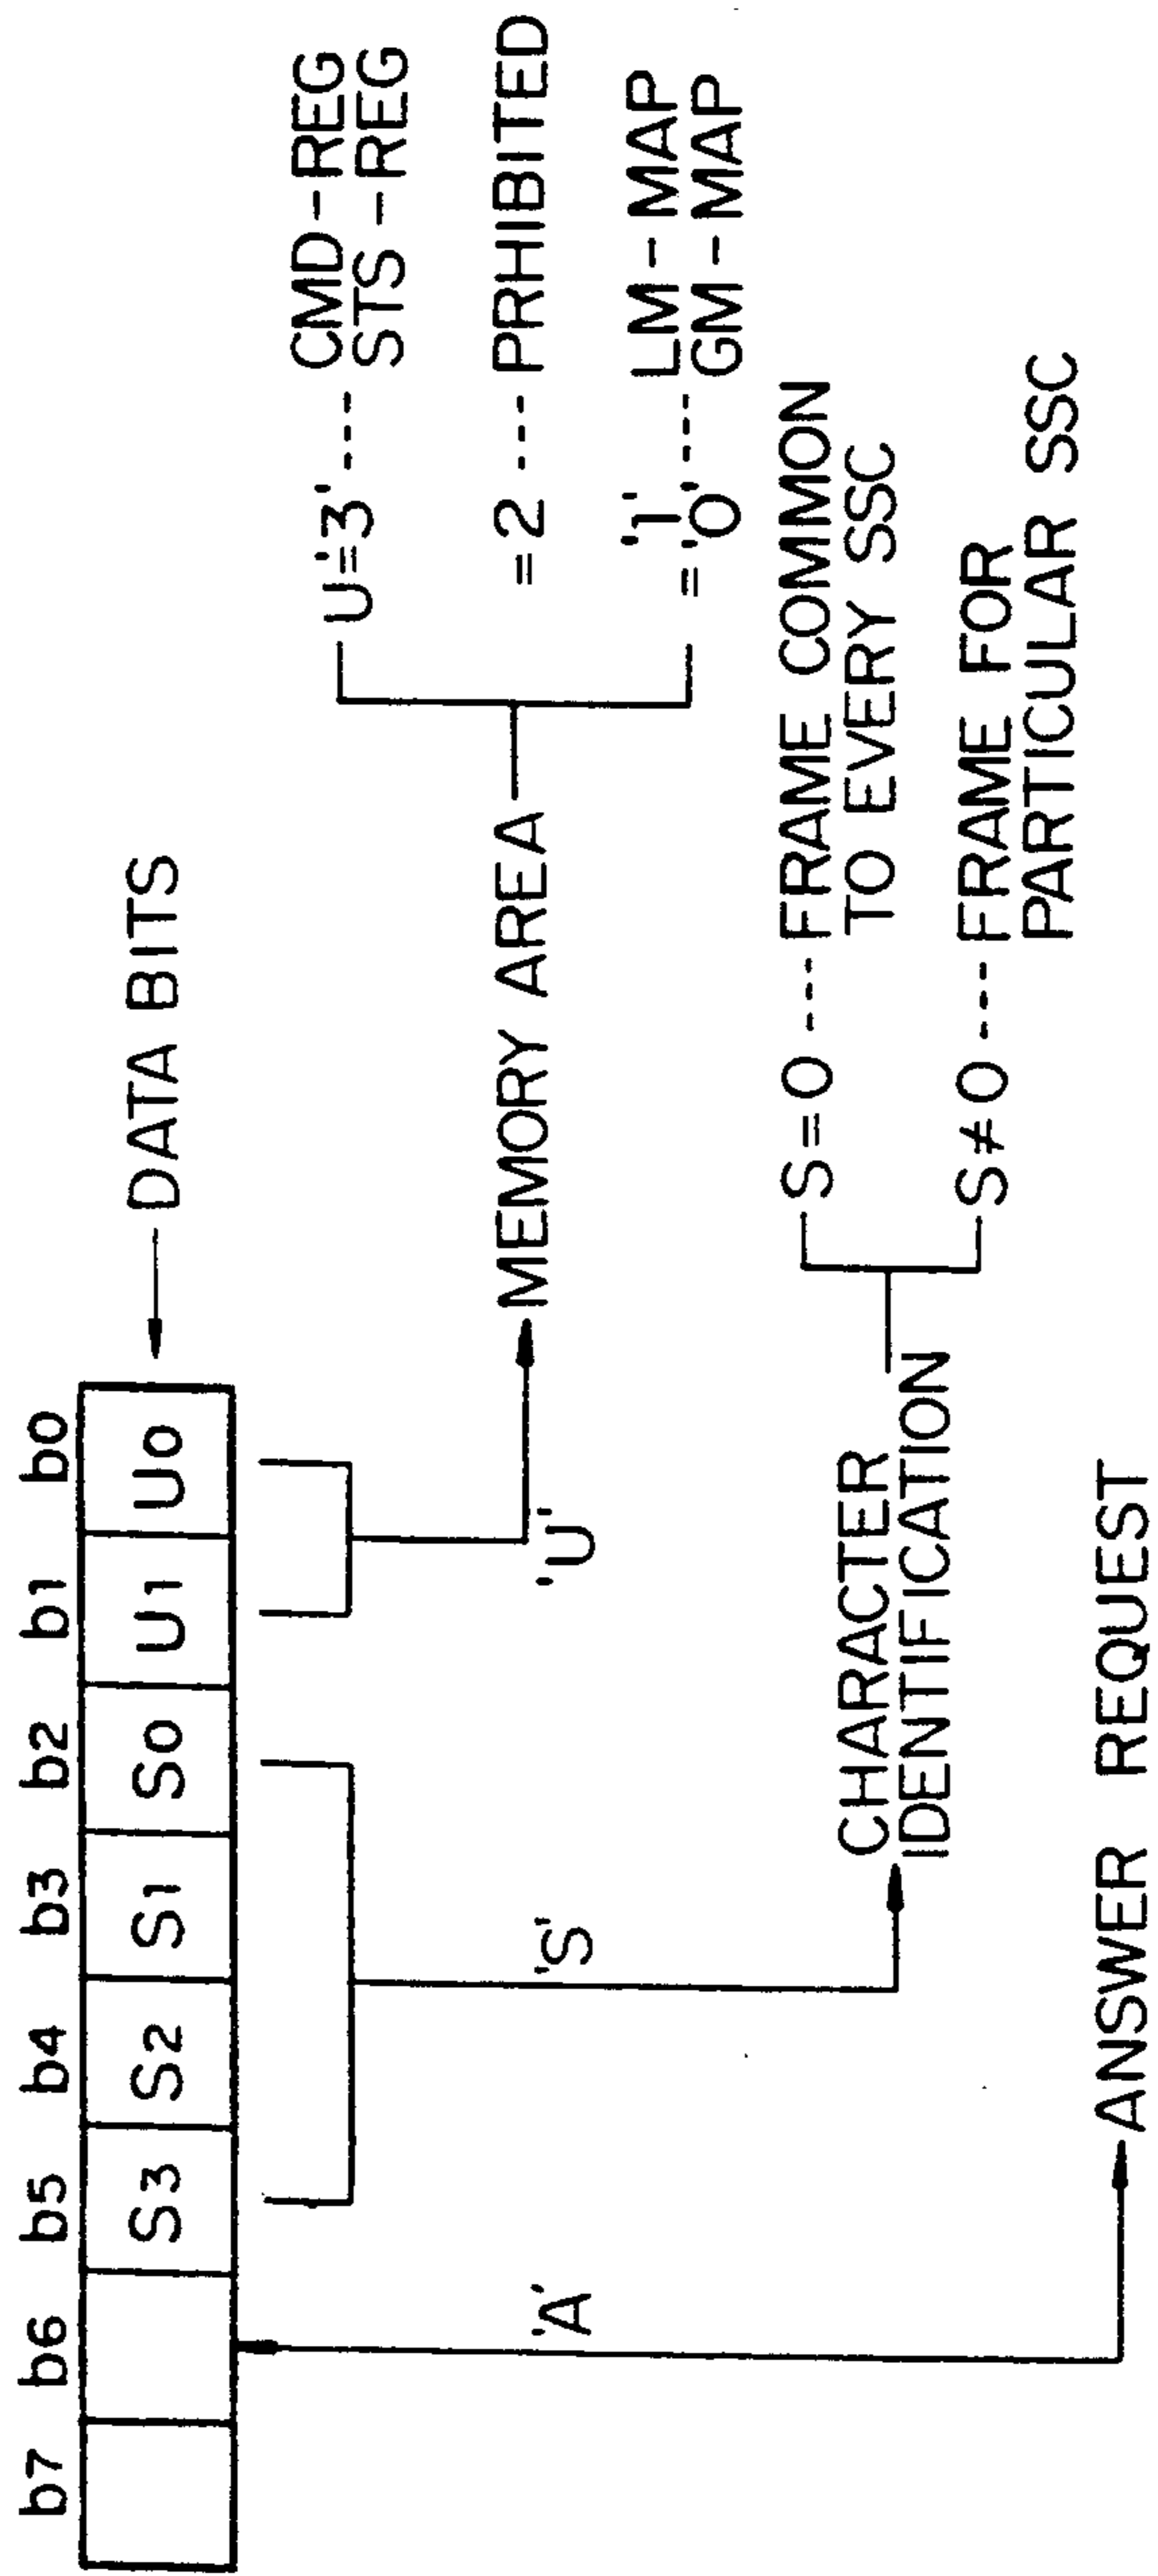 b7 b6 b5 b4 b3 b2 b1 b0
S3 S2 S1 S0 U1 U0
DATA BITS
'U'
MEMORY AREA
U='3' ---- CMD-REG
STS-REG
=2 ---- PRHIBITED
'1' LM-MAP
='0' ---- GM-MAP
'S'
CHARACTER
IDENTIFICATION
S=0 ---- FRAME COMMON
TO EVERY SSC
S≠0 ---- FRAME FOR
PARTICULAR SSC
'A'
ANSWER REQUEST